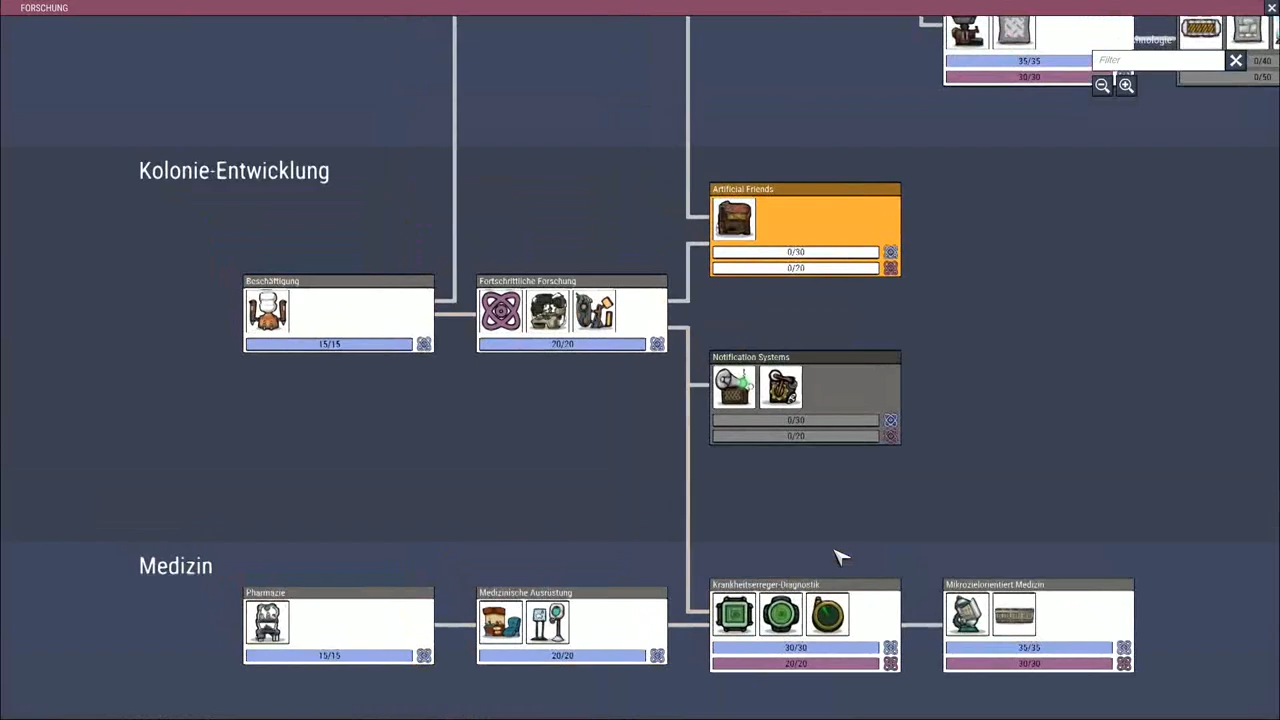 FORSCHUNG
35/35
30/30
hnologie
Filter
0/40
0/50
Kolonie-Entwicklung
Artificial Friends
0/30
0/20
Beschäftigung
15/15
Fortschrittliche Forschung
20/20
Notification Systems
0/30
0/20
Medizin
Pharmazie
15/15
Medizinische Ausrüstung
20/20
Krankheitserreger-Diagnostik
30/30
20/20
Mikrozielorientiert Medizin
35/35
30/30